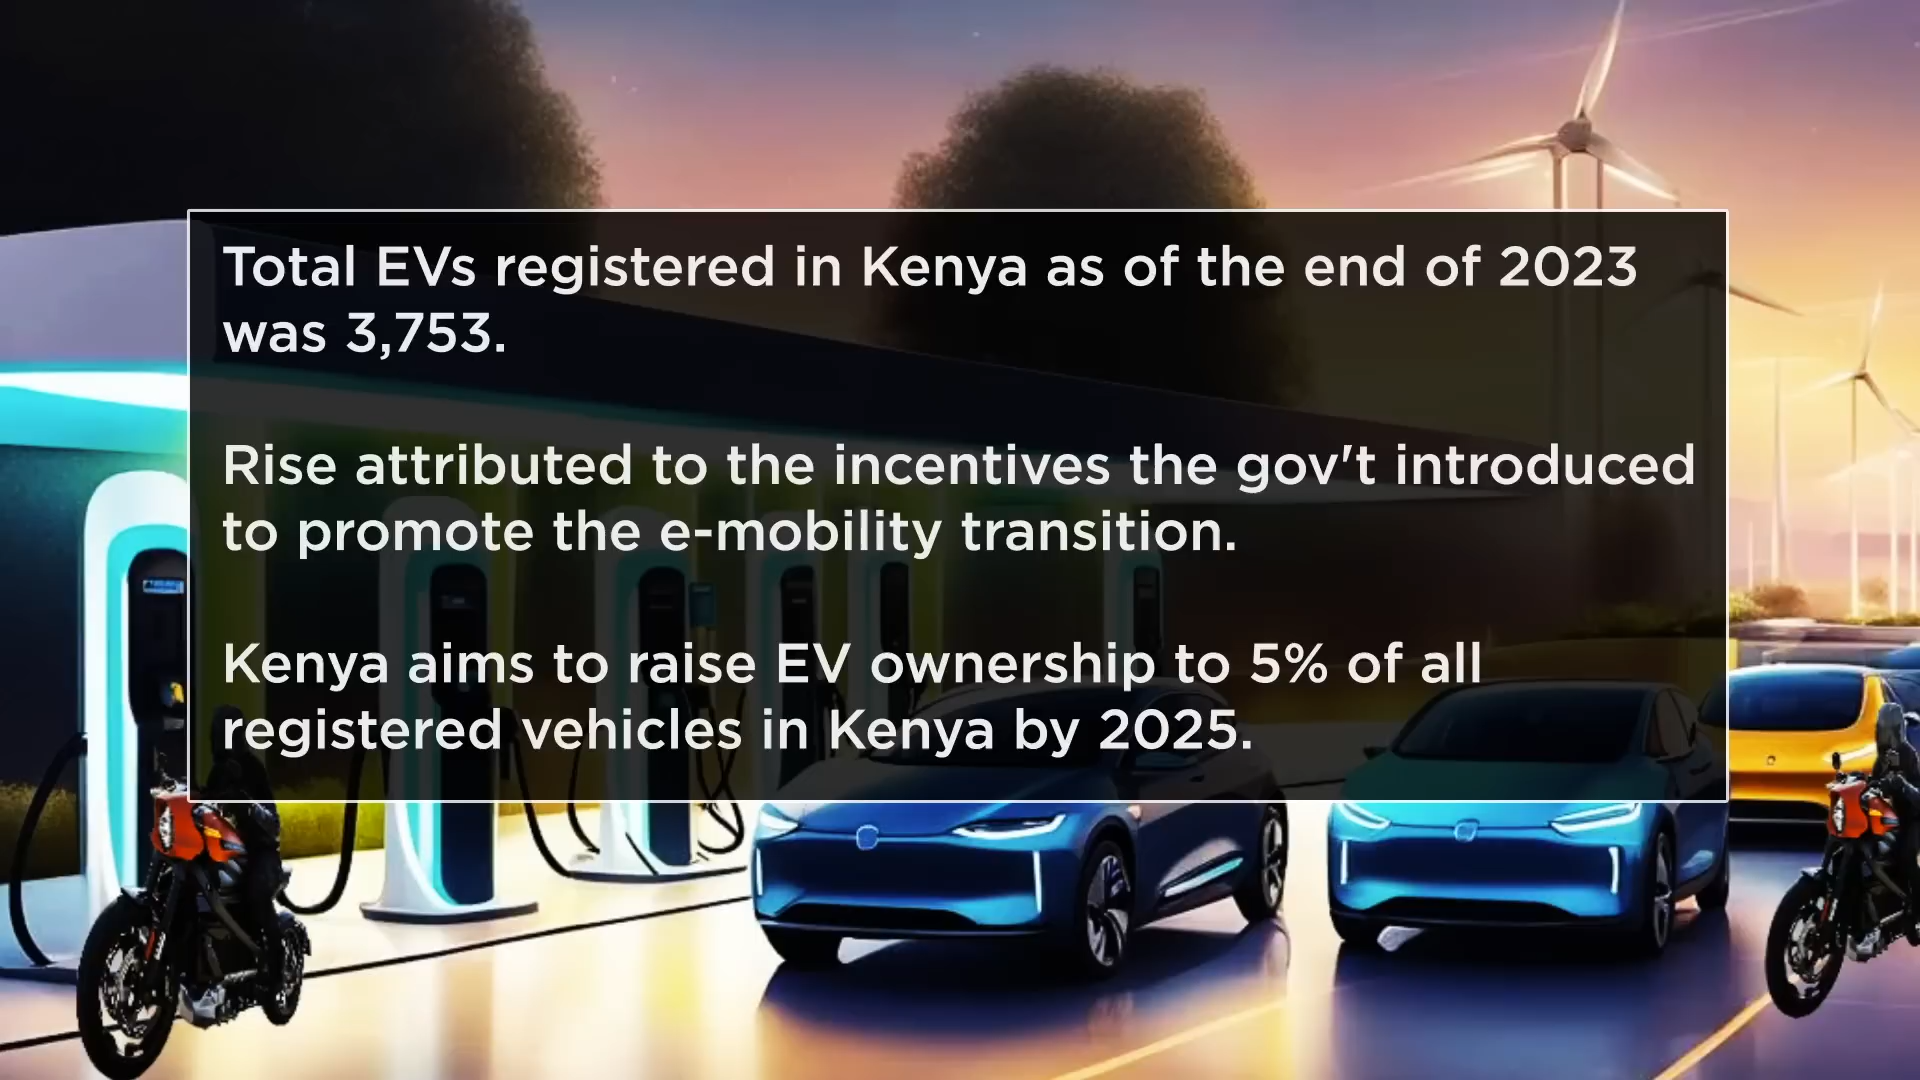 Total EVs registered in Kenya as of the end of 2023
was 3,753.
Rise attributed to the incentives the gov't introduced
to promote the e-mobility transition.
Kenya aims to raise EV ownership to 5% of all
registered vehicles in Kenya by 2025.